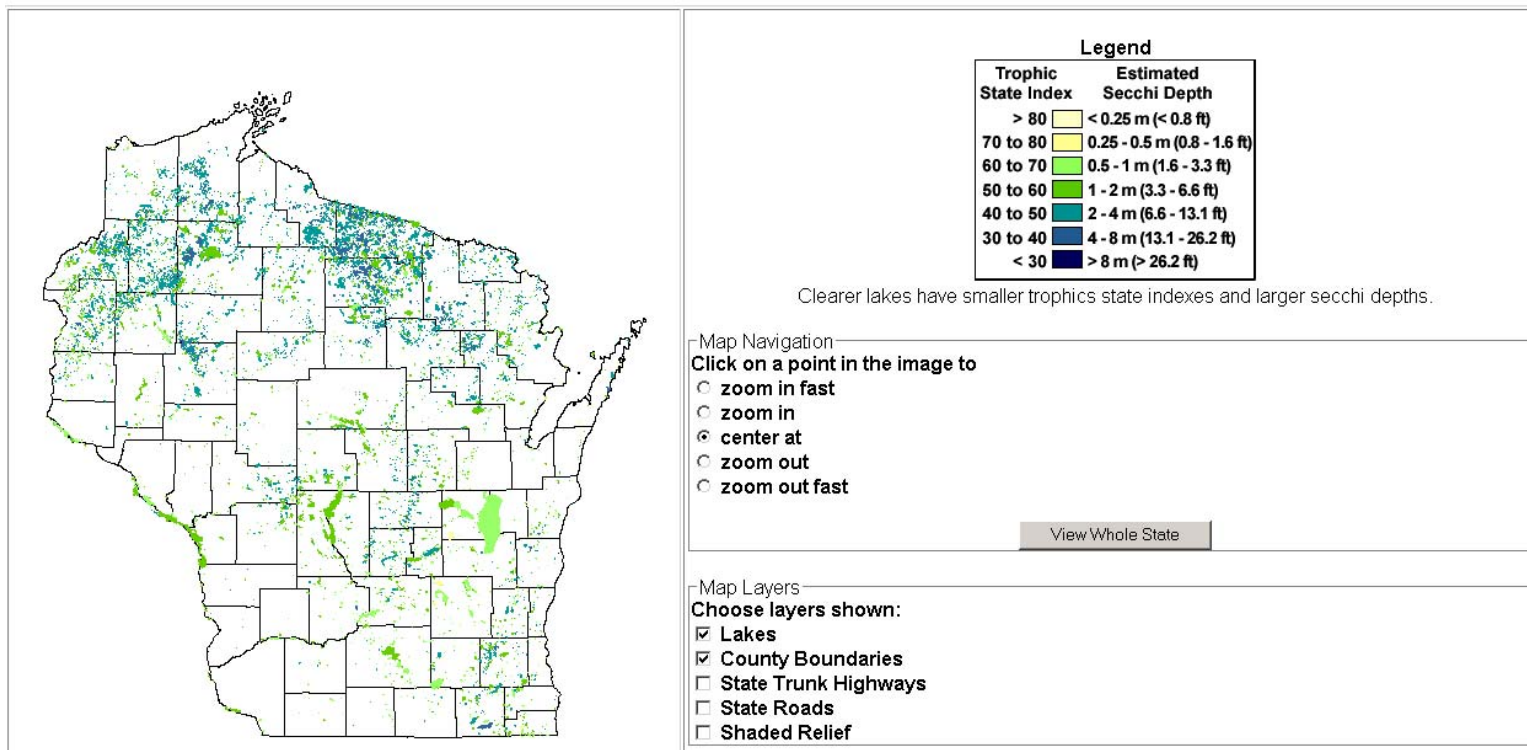 Legend
Trophic State Index Estimated Secchi Depth
> 80 < 0.25 m (< 0.8 ft)
70 to 80 0.25 - 0.5 m (0.8 - 1.6 ft)
60 to 70 0.5 - 1 m (1.6 - 3.3 ft)
50 to 60 1 - 2 m (3.3 - 6.6 ft)
40 to 50 2 - 4 m (6.6 - 13.1 ft)
30 to 40 4 - 8 m (13.1 - 26.2 ft)
< 30 > 8 m (> 26.2 ft)
Clearer lakes have smaller trophics state indexes and larger secchi depths.
Map Navigation
Click on a point in the image to
zoom in fast
zoom in
center at
zoom out
zoom out fast
View Whole State
Map Layers
Choose layers shown:
Lakes
County Boundaries
State Trunk Highways
State Roads
Shaded Relief